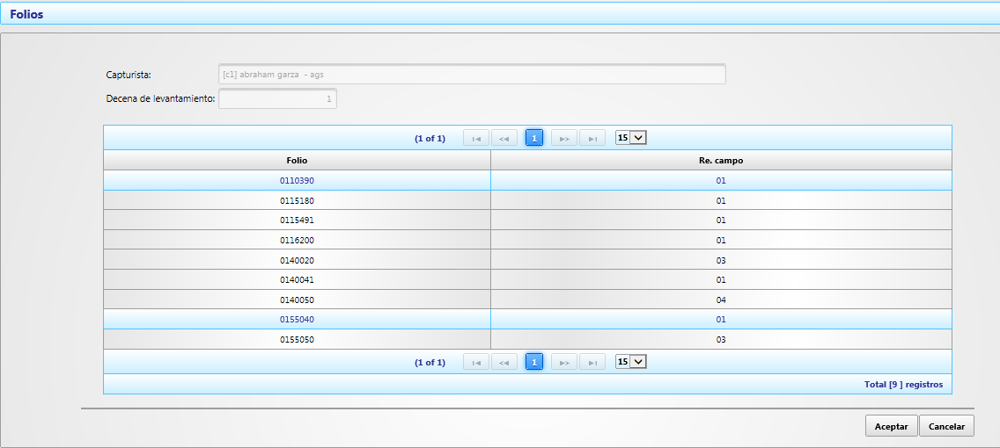 Folios
Capturista: [c1] abraham garza - ags
Decena de levantamiento: 1
(1 of 1) 1 15
Folio Re. campo
0110390 01
0115180 01
0115491 01
0116200 01
0140020 03
0140041 01
0140050 04
0155040 01
0155050 03
(1 of 1) 1 15
Total [9 ] registros
Aceptar Cancelar